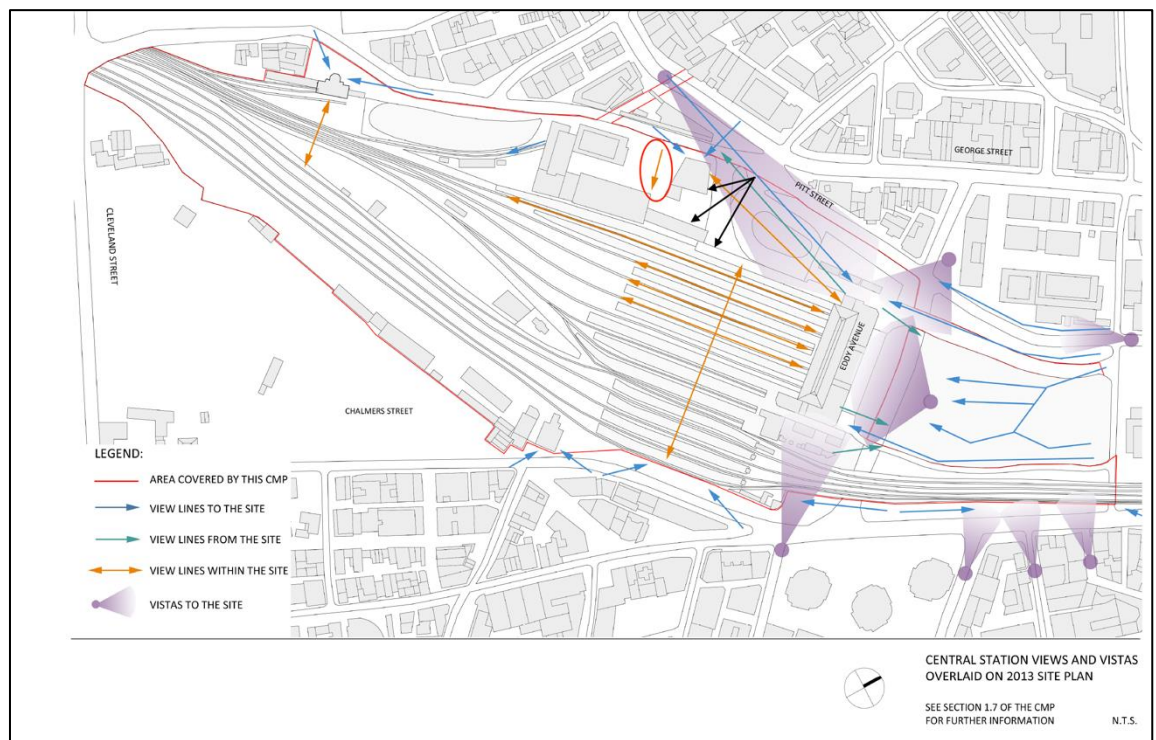 GEORGE STREET
PITT STREET
CLEVELAND STREET
EDDY AVENUE
CHALMERS STREET
LEGEND:
AREA COVERED BY THIS CMP
VIEW LINES TO THE SITE
VIEW LINES FROM THE SITE
VIEW LINES WITHIN THE SITE
VISTAS TO THE SITE
CENTRAL STATION VIEWS AND VISTAS
OVERLAID ON 2013 SITE PLAN
SEE SECTION 1.7 OF THE CMP
FOR FURTHER INFORMATION
N.T.S.